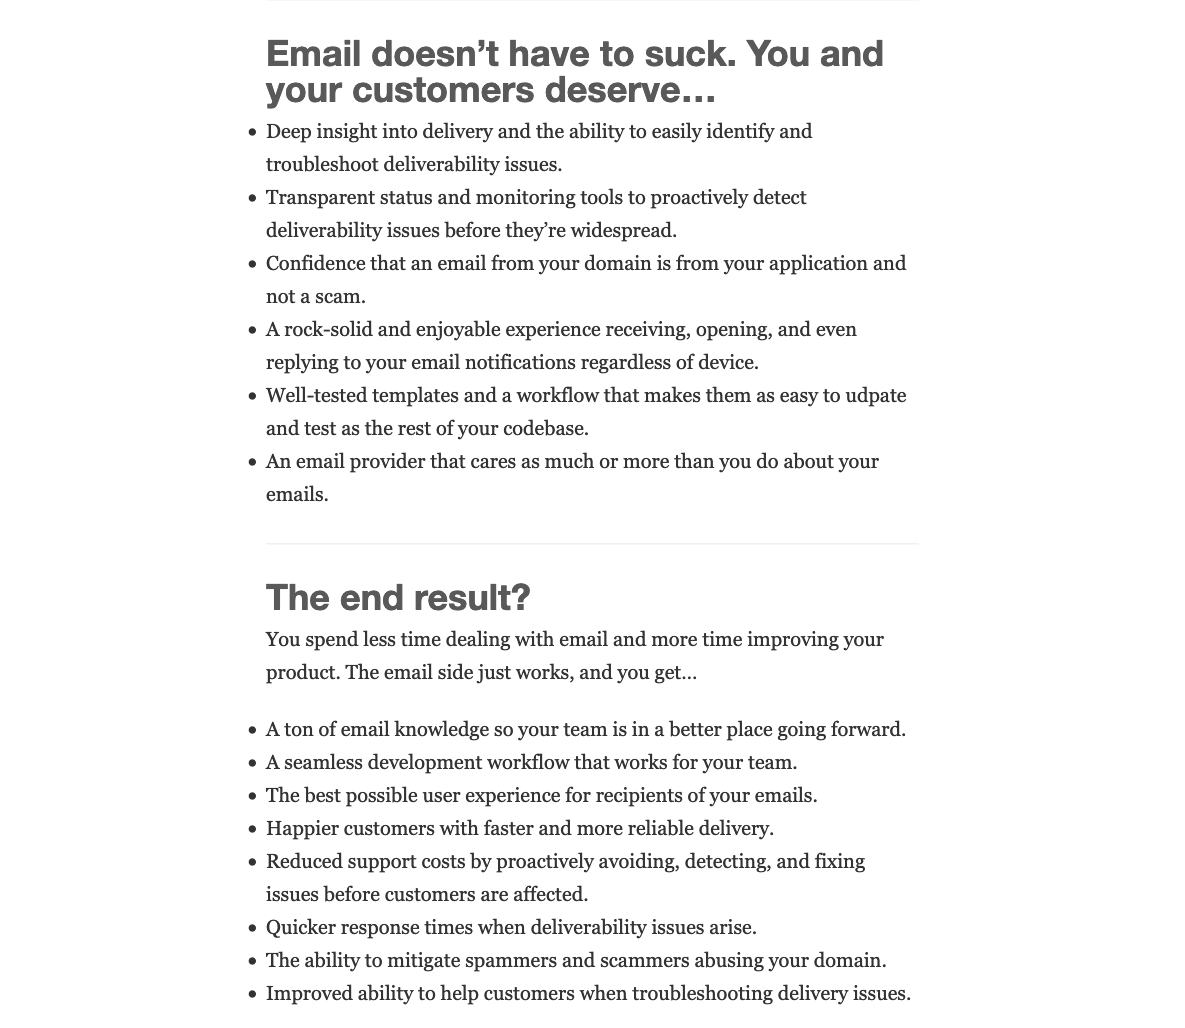 Email doesn’t have to suck. You and
your customers deserve…
• Deep insight into delivery and the ability to easily identify and
troubleshoot deliverability issues.
• Transparent status and monitoring tools to proactively detect
deliverability issues before they’re widespread.
• Confidence that an email from your domain is from your application and
not a scam.
• A rock-solid and enjoyable experience receiving, opening, and even
replying to your email notifications regardless of device.
• Well-tested templates and a workflow that makes them as easy to udpate
and test as the rest of your codebase.
• An email provider that cares as much or more than you do about your
emails.
The end result?
You spend less time dealing with email and more time improving your
product. The email side just works, and you get…
• A ton of email knowledge so your team is in a better place going forward.
• A seamless development workflow that works for your team.
• The best possible user experience for recipients of your emails.
• Happier customers with faster and more reliable delivery.
• Reduced support costs by proactively avoiding, detecting, and fixing
issues before customers are affected.
• Quicker response times when deliverability issues arise.
• The ability to mitigate spammers and scammers abusing your domain.
• Improved ability to help customers when troubleshooting delivery issues.